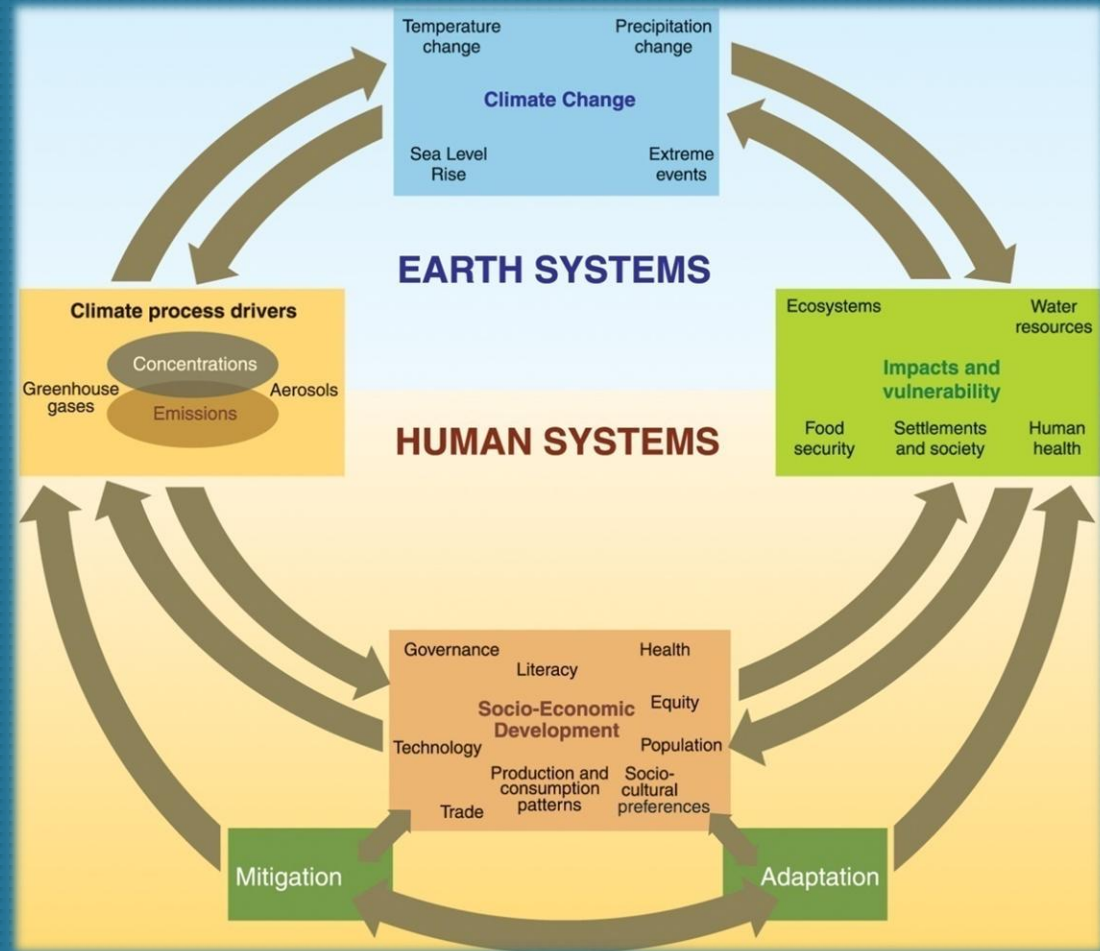 Temperature
change
Precipitation
change
Climate Change
Sea Level
Rise
Extreme
events
EARTH SYSTEMS
Climate process drivers
Concentrations
Greenhouse
gases
Aerosols
Emissions
Ecosystems
Water
resources
Impacts and
vulnerability
Food
security
Settlements
and society
Human
health
HUMAN SYSTEMS
Governance
Literacy
Health
Socio-Economic
Development
Equity
Technology
Population
Production and
consumption
patterns
Socio-
cultural
preferences
Trade
Mitigation
Adaptation